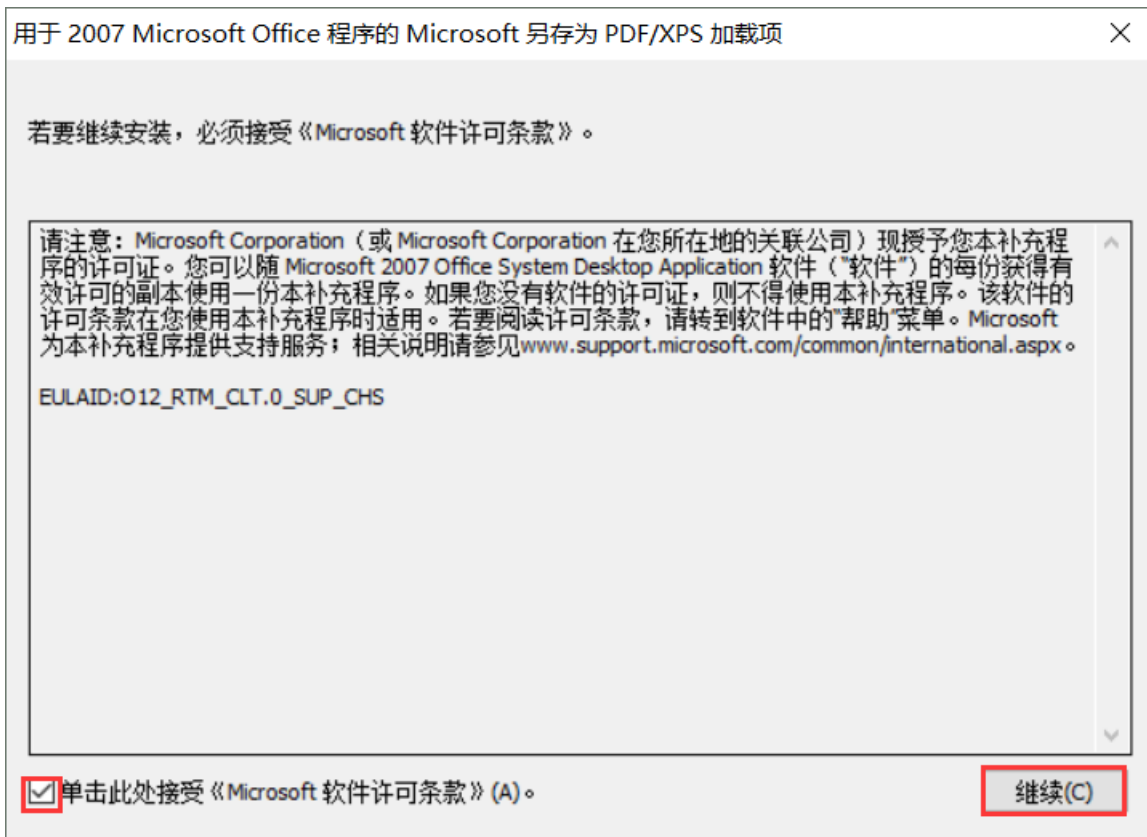 用于 2007 Microsoft Office 程序的 Microsoft 另存为 PDF/XPS 加载项
若要继续安装，必须接受《Microsoft 软件许可条款》。
请注意：Microsoft Corporation（或 Microsoft Corporation 在您所在地的关联公司）现授予您本补充程
序的许可证。您可以随 Microsoft 2007 Office System Desktop Application 软件（“软件”）的每份获得有
效许可的副本使用一份本补充程序。如果您没有软件的许可证，则不得使用本补充程序。该软件的
许可条款在您使用本补充程序时适用。若要阅读许可条款，请转到软件中的“帮助”菜单。Microsoft
为本补充程序提供支持服务；相关说明请参见www.support.microsoft.com/common/international.aspx。
EULAID:O12_RTM_CLT.0_SUP_CHS
单击此处接受《Microsoft 软件许可条款》(A)。
继续(C)